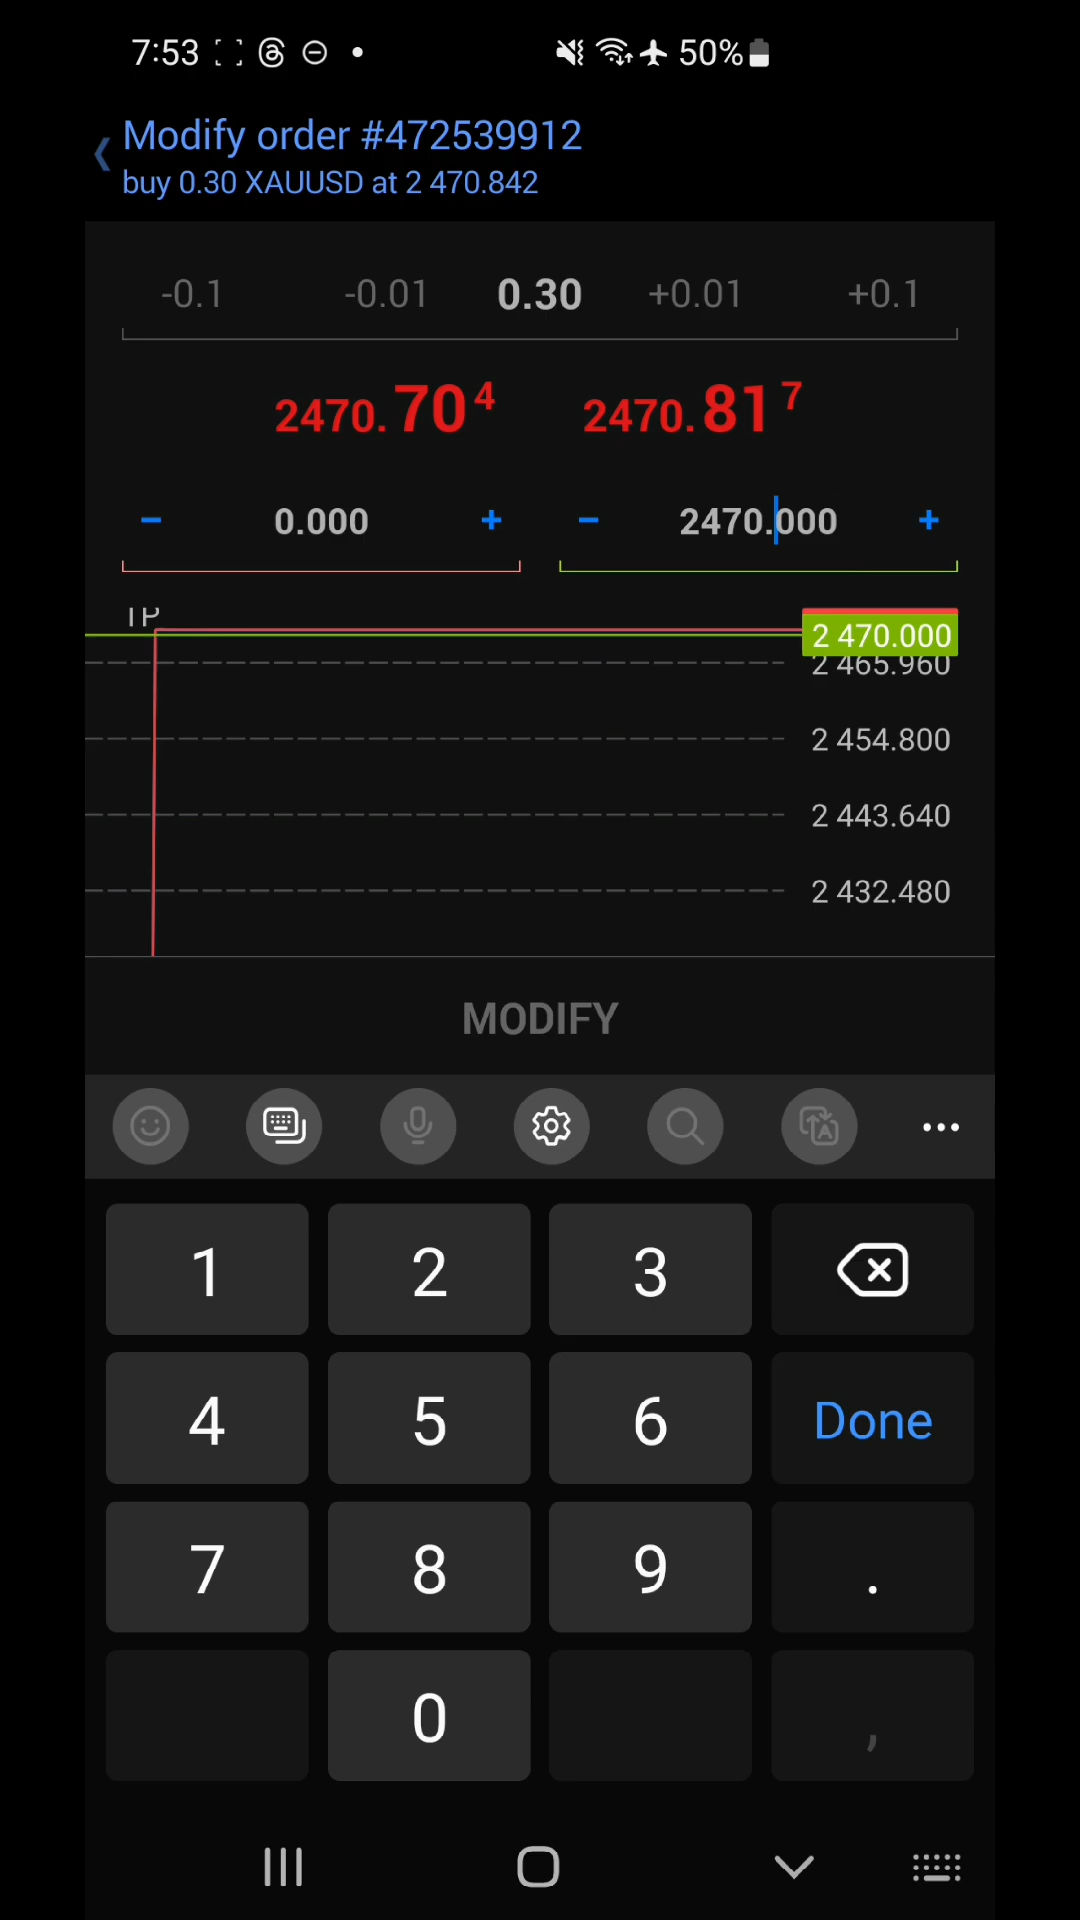 7:53 50%
Modify order #472539912
buy 0.30 XAUUSD at 2 470.842
-0.1 -0.01 0.30 +0.01 +0.1
2470.704 2470.817
− 0.000 + − 2470.000 +
TP
2 470.000
2 465.960
2 454.800
2 443.640
2 432.480
MODIFY
1 2 3
4 5 6 Done
7 8 9 .
0 ,